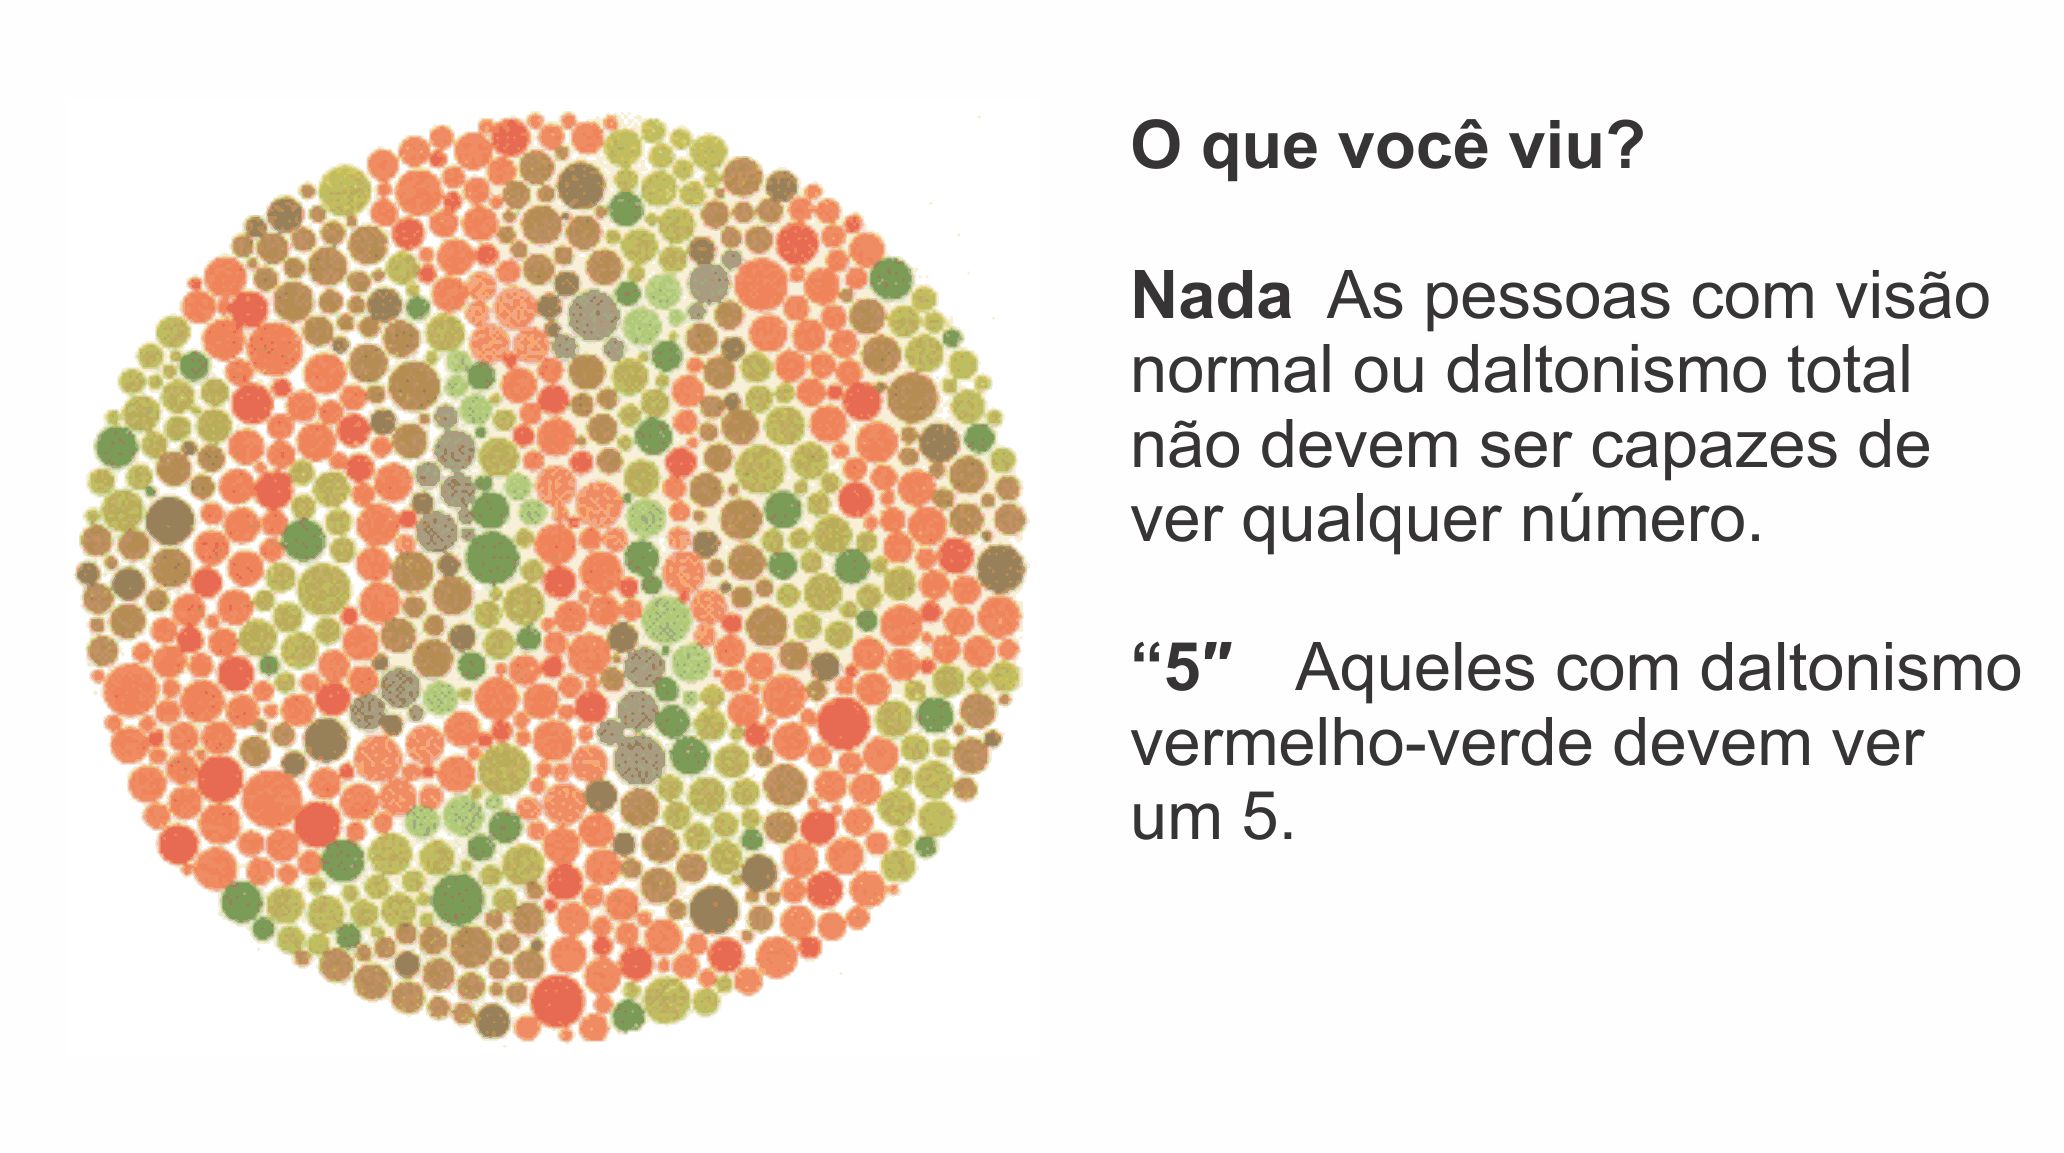 O que você viu?
Nada As pessoas com visão
normal ou daltonismo total
não devem ser capazes de
ver qualquer número.
“5″ Aqueles com daltonismo
vermelho-verde devem ver
um 5.